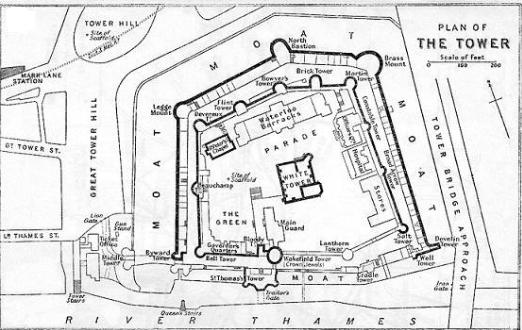 PLAN OF
THE TOWER
Scale of feet
0 100 200
TOWER HILL
Site of
Scaffold
MARK LANE
STATION
GREAT TOWER HILL
GT TOWER ST.
LR THAMES ST.
M O A T
North
Bastion
Brass
Mount
Legge
Mount
Brick Tower
Bowyer's
Tower
Martin
Flint
Tower
Devereux
Waterloo
Barracks
Constable Tower
Hospital
Broad Arrow
PARADE
M O A T
M O A T
TOWER BRIDGE APPROACH
Beauchamp
Site of
Scaffold
WHITE
TOWER
Stores
THE
GREEN
Main
Guard
Salt
Tower
Develin
Tower
Well
Tower
Lanthorn
Tower
Lion
Gate
Ticket
Office
Middle
Tower
Byward
Tower
Governor's
Quarters
Bloody
Bell Tower
Wakefield Tower
(Crown Jewels)
Cradle
Tower
St Thomas's Tower
MOAT
Iron
Gate
Tower
Stairs
Traitor's
Gate
Queen's Stairs
RIVER THAMES